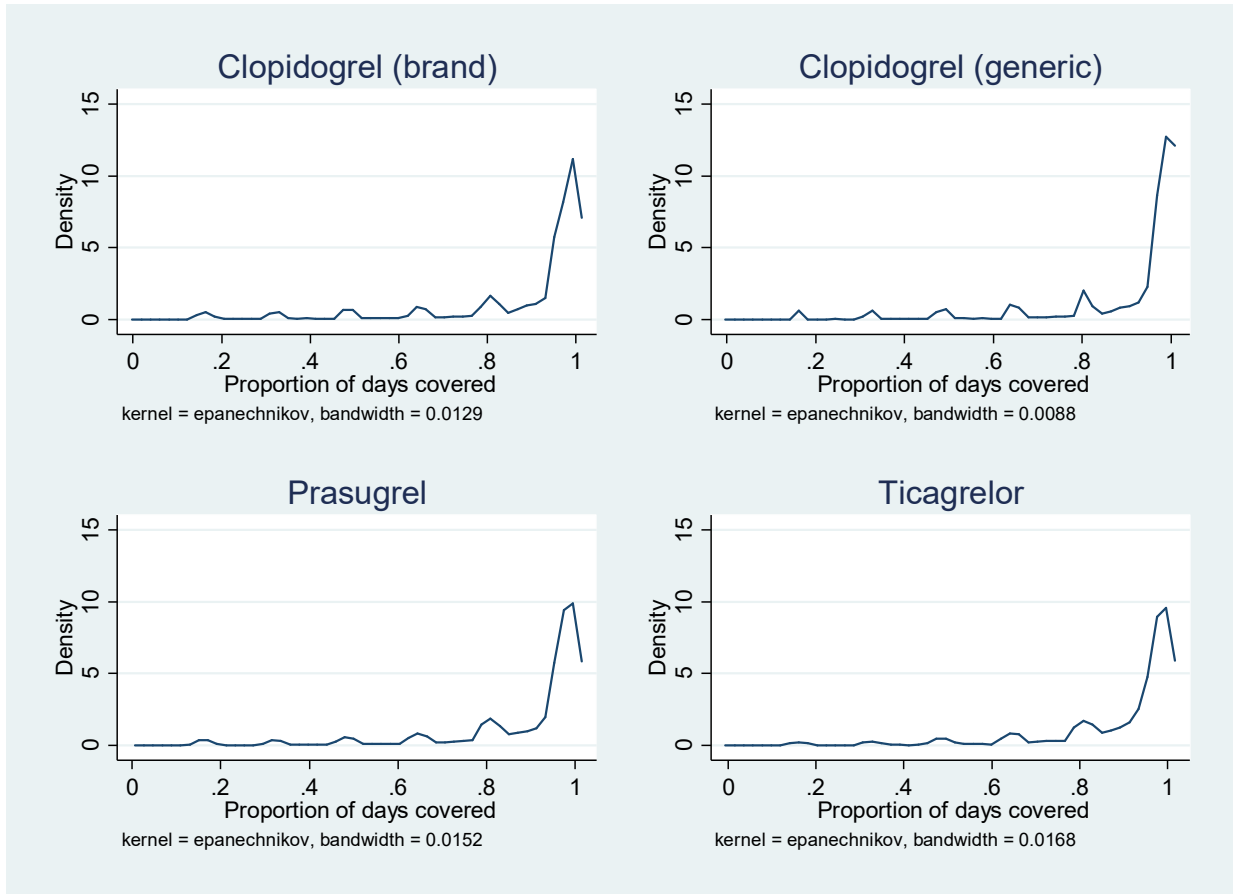 Clopidogrel (brand)
Density
15
10
5
0
0 .2 .4 .6 .8 1
Proportion of days covered
kernel = epanechnikov, bandwidth = 0.0129
Clopidogrel (generic)
Density
15
10
5
0
0 .2 .4 .6 .8 1
Proportion of days covered
kernel = epanechnikov, bandwidth = 0.0088
Prasugrel
Density
15
10
5
0
0 .2 .4 .6 .8 1
Proportion of days covered
kernel = epanechnikov, bandwidth = 0.0152
Ticagrelor
Density
15
10
5
0
0 .2 .4 .6 .8 1
Proportion of days covered
kernel = epanechnikov, bandwidth = 0.0168